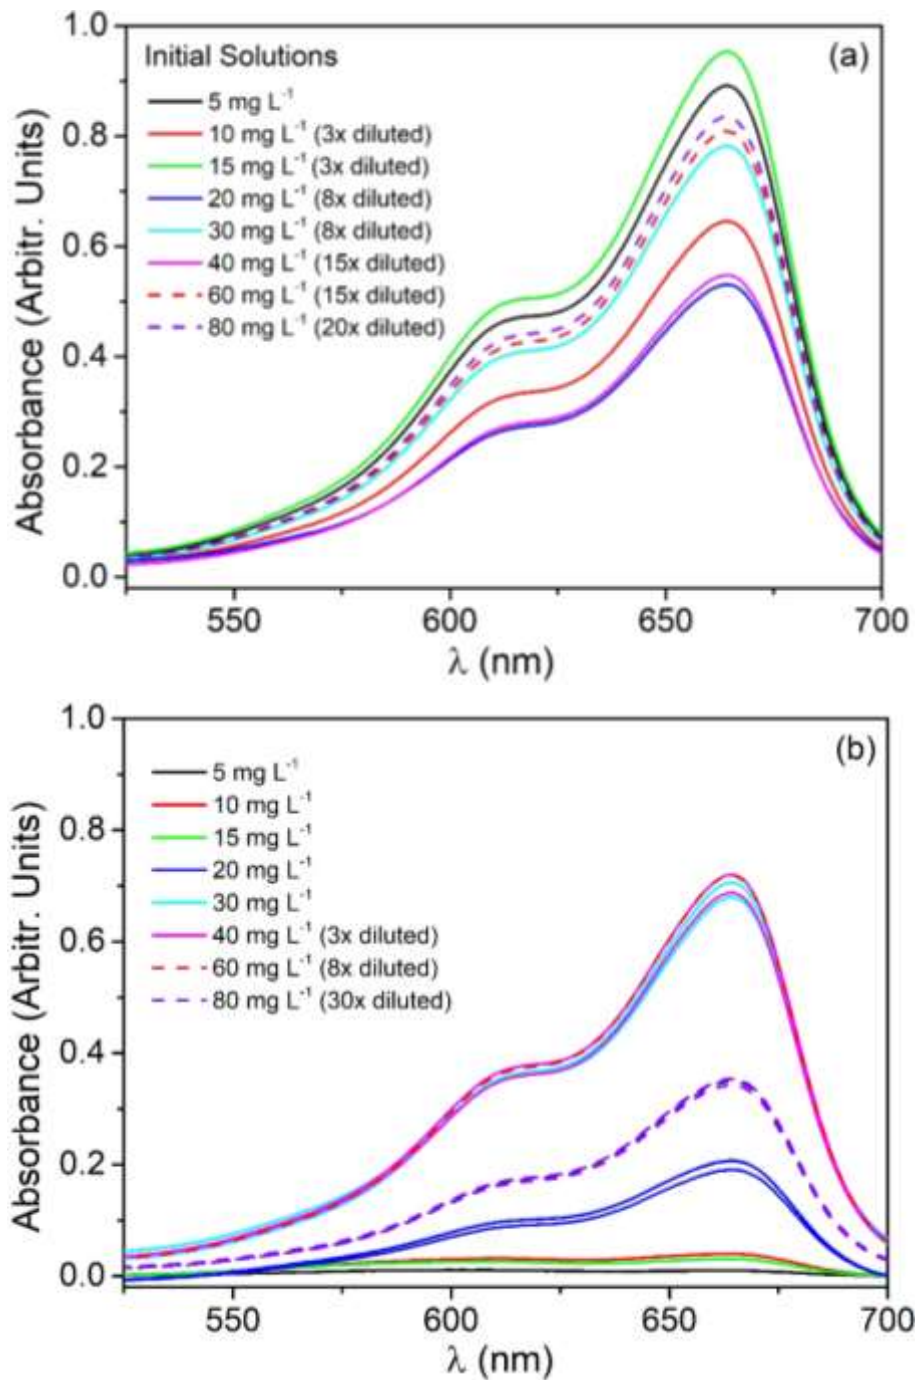 (a)
Initial Solutions
5 mg L⁻¹
10 mg L⁻¹ (3x diluted)
15 mg L⁻¹ (3x diluted)
20 mg L⁻¹ (8x diluted)
30 mg L⁻¹ (8x diluted)
40 mg L⁻¹ (15x diluted)
60 mg L⁻¹ (15x diluted)
80 mg L⁻¹ (20x diluted)
Absorbance (Arbitr. Units)
1.0
0.8
0.6
0.4
0.2
0.0
550 600 650 700
λ (nm)
(b)
5 mg L⁻¹
10 mg L⁻¹
15 mg L⁻¹
20 mg L⁻¹
30 mg L⁻¹
40 mg L⁻¹ (3x diluted)
60 mg L⁻¹ (8x diluted)
80 mg L⁻¹ (30x diluted)
Absorbance (Arbitr. Units)
1.0
0.8
0.6
0.4
0.2
0.0
550 600 650 700
λ (nm)